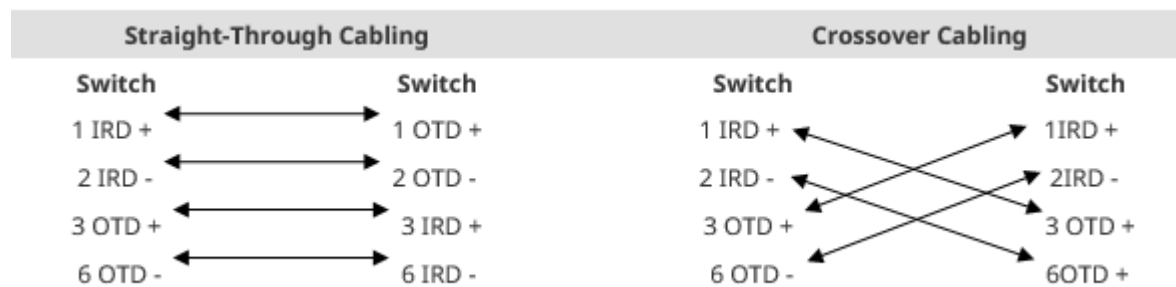 Straight-Through Cabling Crossover Cabling
Switch Switch Switch Switch
1 IRD + 1 OTD + 1 IRD + 1IRD +
2 IRD - 2 OTD - 2 IRD - 2IRD -
3 OTD + 3 IRD + 3 OTD + 3 OTD +
6 OTD - 6 IRD - 6 OTD - 6OTD +